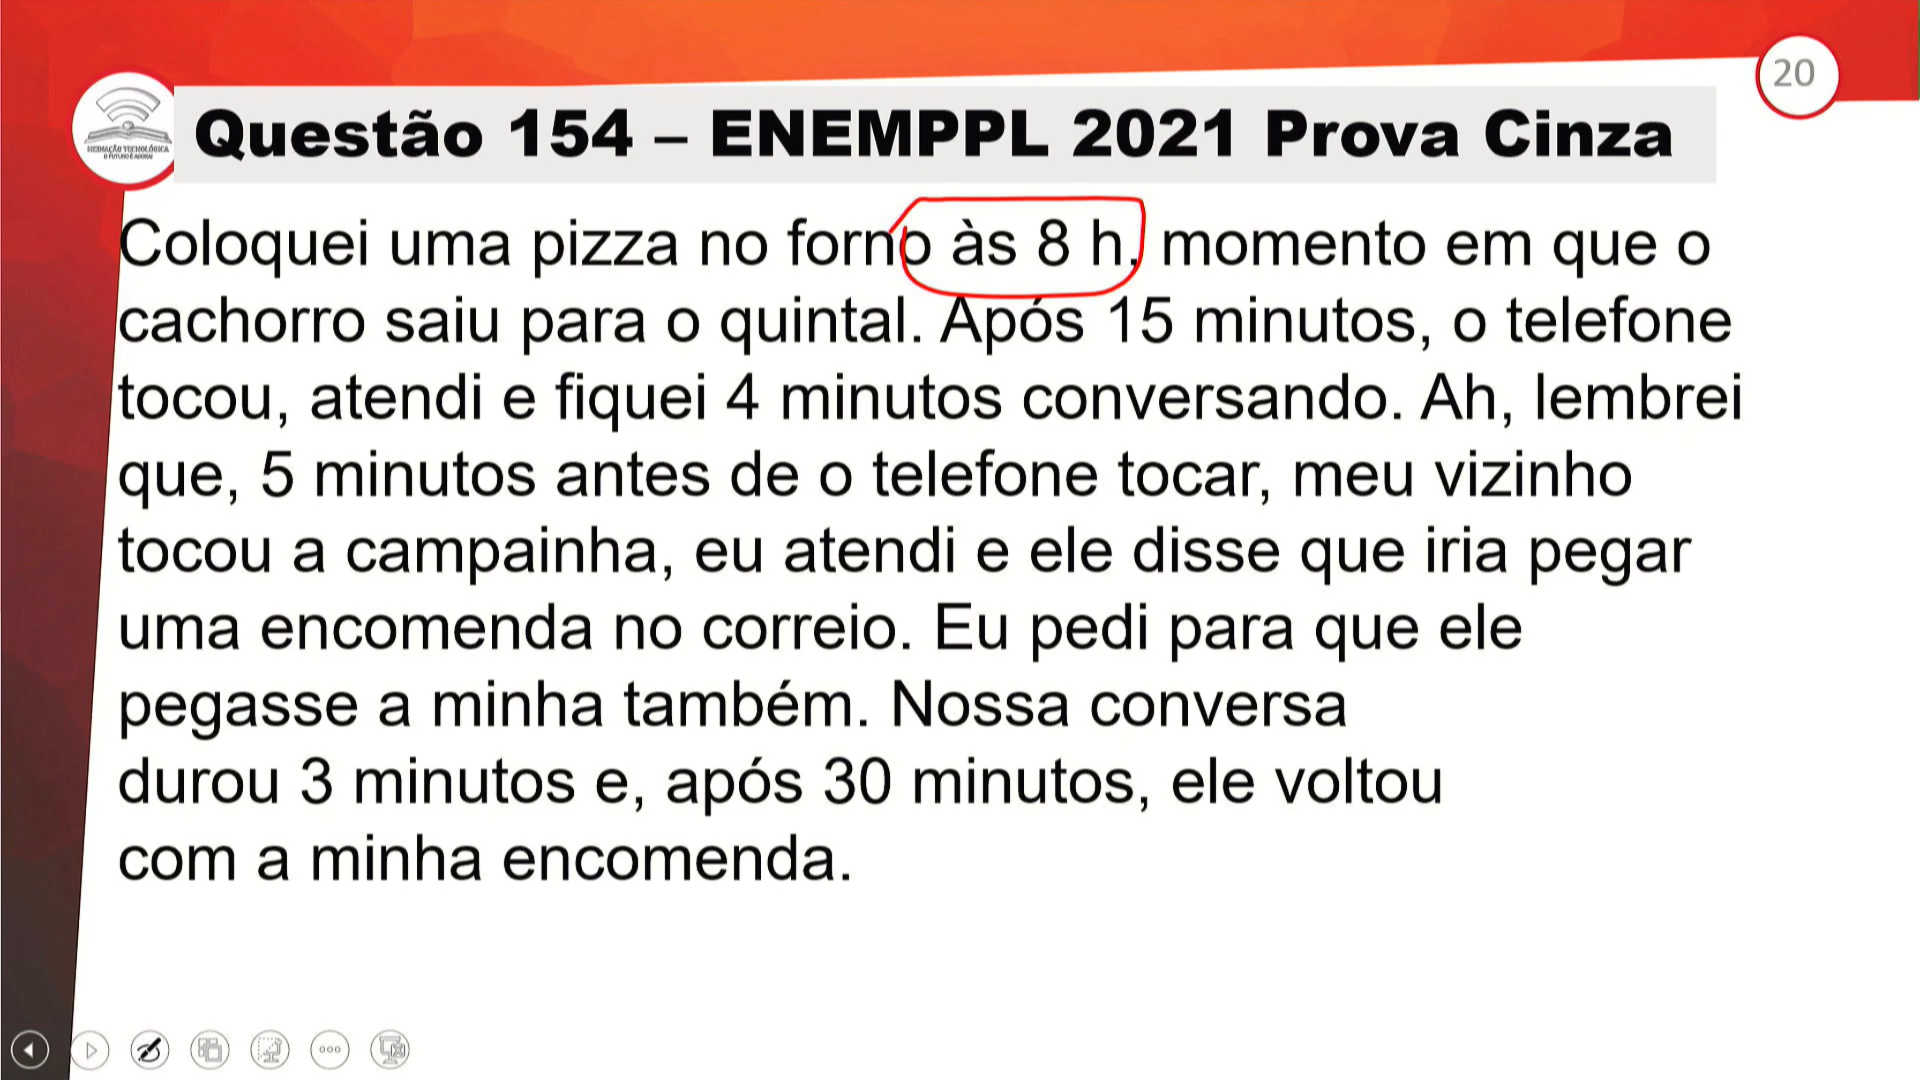 20
MEDIAÇÃO TECNOLÓGICA
O FUTURO É AGORA!
Questão 154 – ENEMPPL 2021 Prova Cinza
Coloquei uma pizza no forno às 8 h, momento em que o
cachorro saiu para o quintal. Após 15 minutos, o telefone
tocou, atendi e fiquei 4 minutos conversando. Ah, lembrei
que, 5 minutos antes de o telefone tocar, meu vizinho
tocou a campainha, eu atendi e ele disse que iria pegar
uma encomenda no correio. Eu pedi para que ele
pegasse a minha também. Nossa conversa
durou 3 minutos e, após 30 minutos, ele voltou
com a minha encomenda.